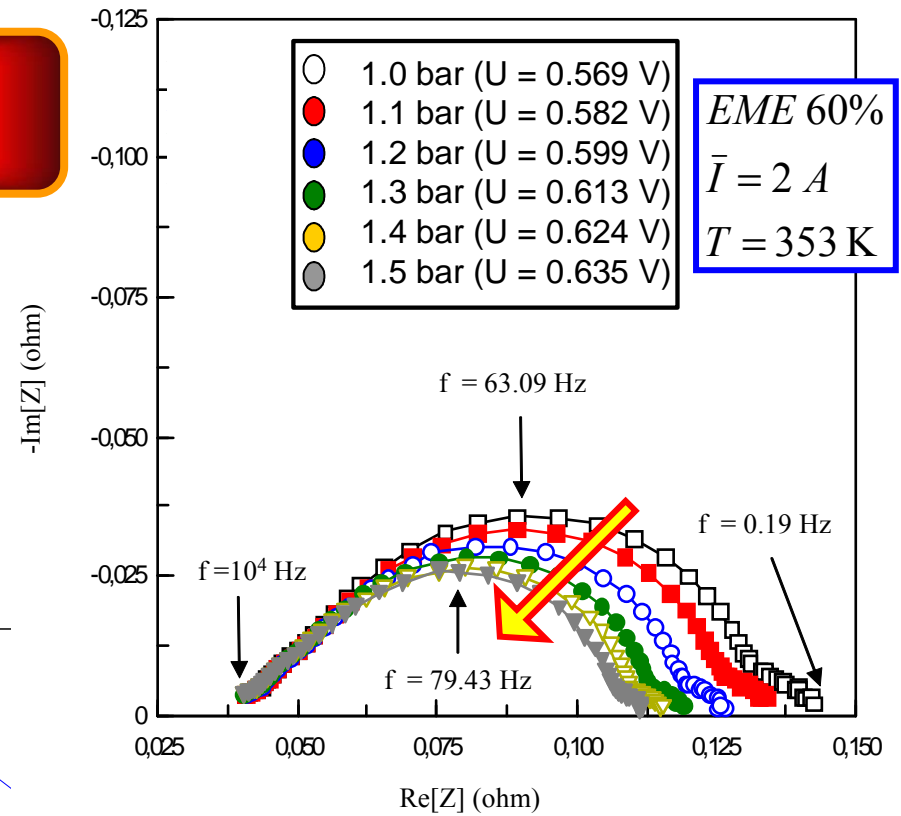 -0,125
-0,100
-0,075
-0,050
-0,025
0
-Im[Z] (ohm)
1.0 bar (U = 0.569 V)
1.1 bar (U = 0.582 V)
1.2 bar (U = 0.599 V)
1.3 bar (U = 0.613 V)
1.4 bar (U = 0.624 V)
1.5 bar (U = 0.635 V)
EME 60%
Ī = 2 A
T = 353 K
f = 63.09 Hz
f = 0.19 Hz
f =10⁴ Hz
f = 79.43 Hz
0,025 0,050 0,075 0,100 0,125 0,150
Re[Z] (ohm)